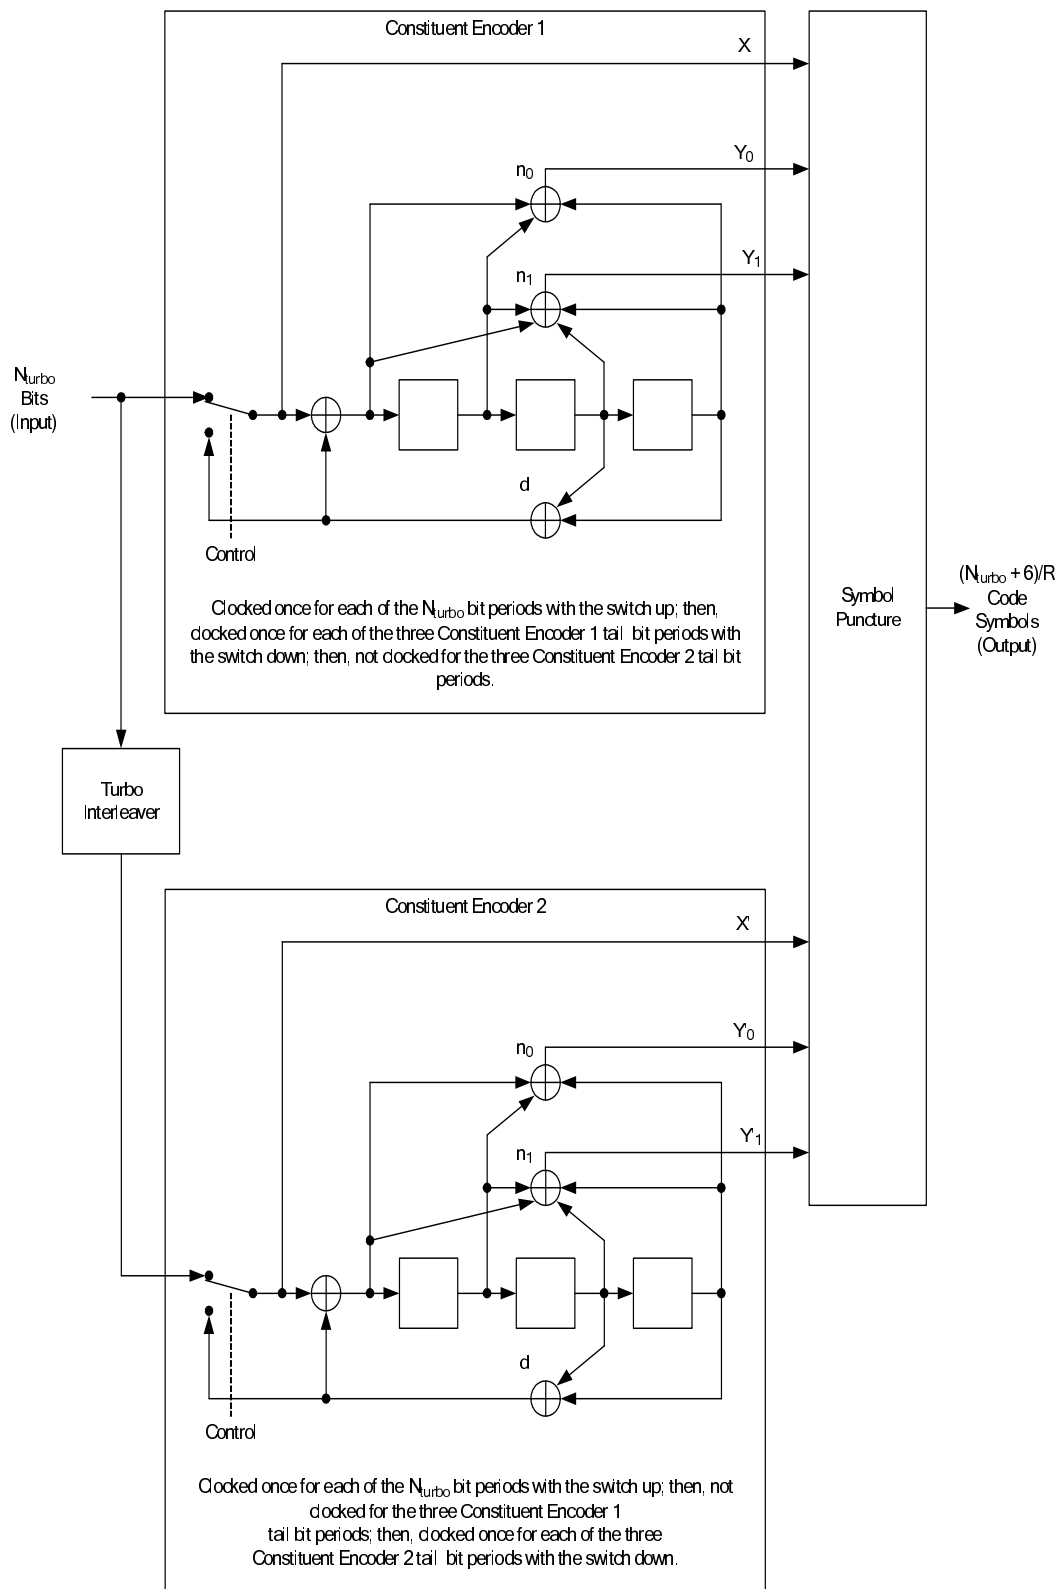 Constituent Encoder 1
X
Y0
n0
Y1
n1
Nturbo
Bits
(Input)
d
Control
Clocked once for each of the Nturbo bit periods with the switch up; then,
clocked once for each of the three Constituent Encoder 1 tail bit periods with
the switch down; then, not clocked for the three Constituent Encoder 2 tail bit
periods.
Symbol
Puncture
(Nturbo + 6)/R
Code
Symbols
(Output)
Turbo
Interleaver
Constituent Encoder 2
X'
Y'0
n0
Y'1
n1
d
Control
Clocked once for each of the Nturbo bit periods with the switch up; then, not
clocked for the three Constituent Encoder 1
tail bit periods; then, clocked once for each of the three
Constituent Encoder 2 tail bit periods with the switch down.